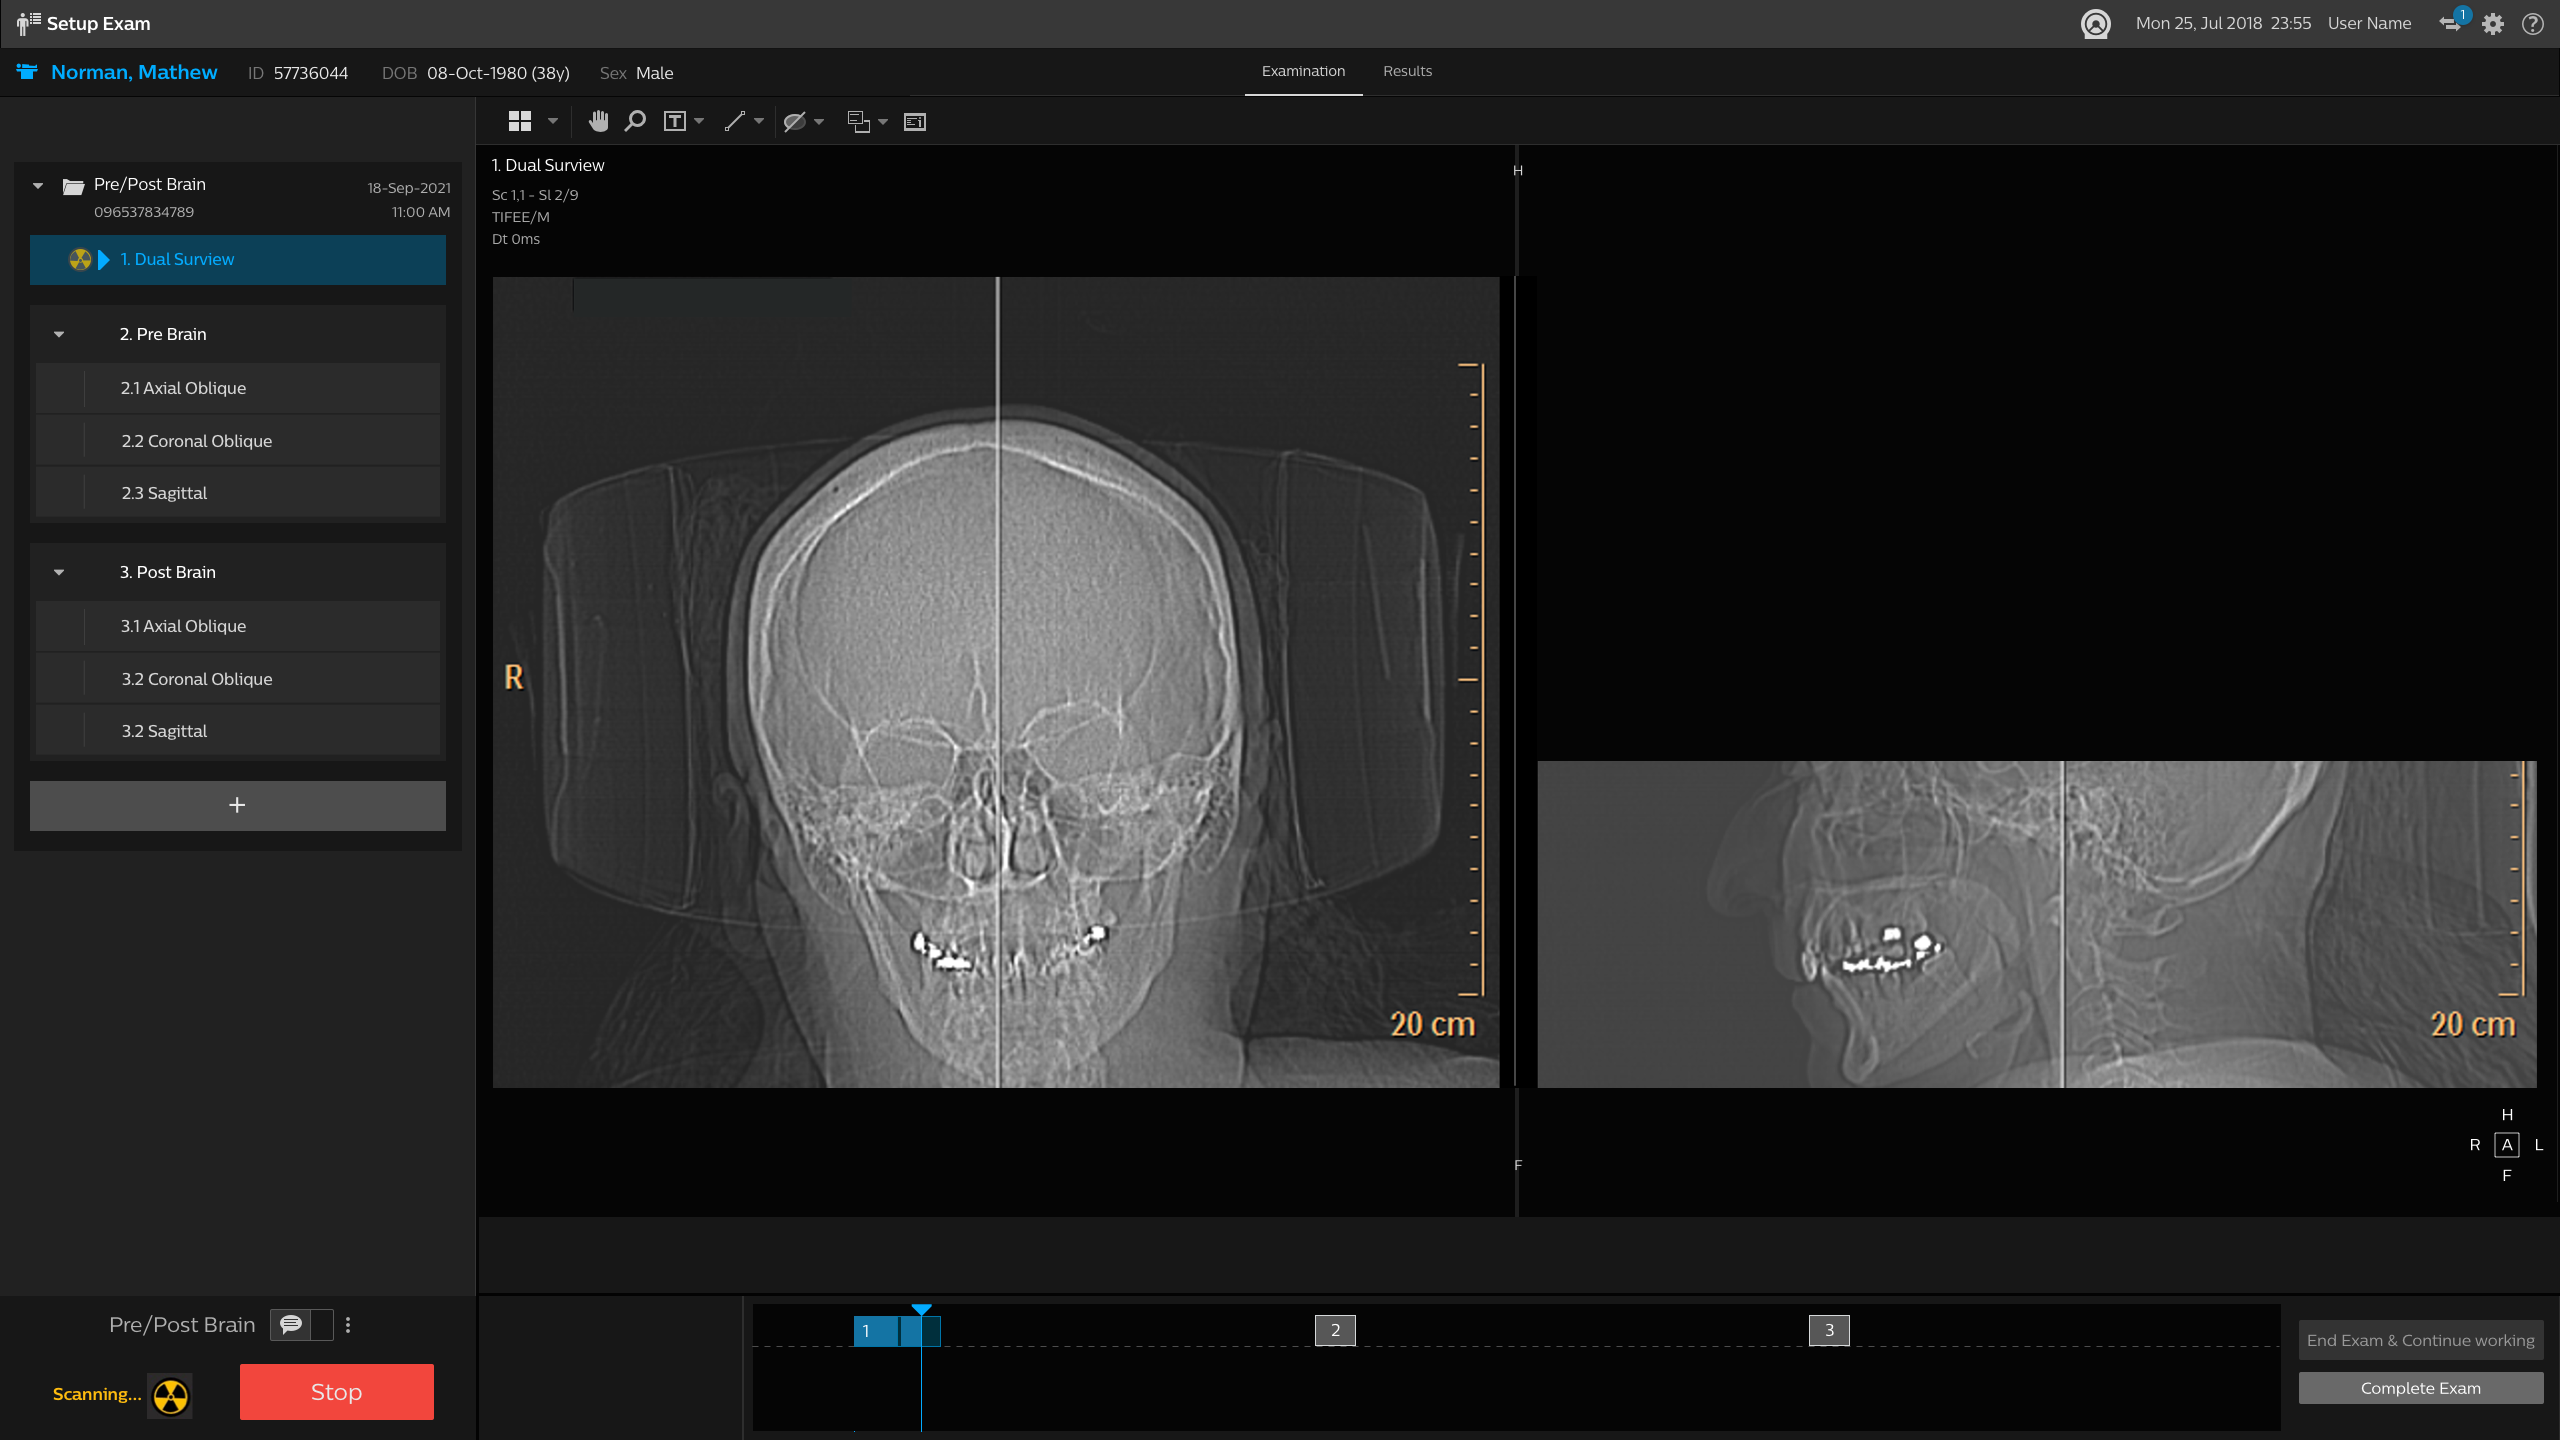 Setup Exam
Mon 25, Jul 2018 23:55 User Name 1 ?
Norman, Mathew ID 57736044 DOB 08-Oct-1980 (38y) Sex Male
Examination Results
T
Pre/Post Brain 18-Sep-2021
096537834789 11:00 AM
1. Dual Surview
2. Pre Brain
2.1 Axial Oblique
2.2 Coronal Oblique
2.3 Sagittal
3. Post Brain
3.1 Axial Oblique
3.2 Coronal Oblique
3.2 Sagittal
+
1. Dual Surview
Sc 1,1 - Sl 2/9
TIFEE/M
Dt 0ms
H
R
20 cm
20 cm
F
H
R A L
F
Pre/Post Brain
Scanning...
Stop
1 2 3
End Exam & Continue working
Complete Exam